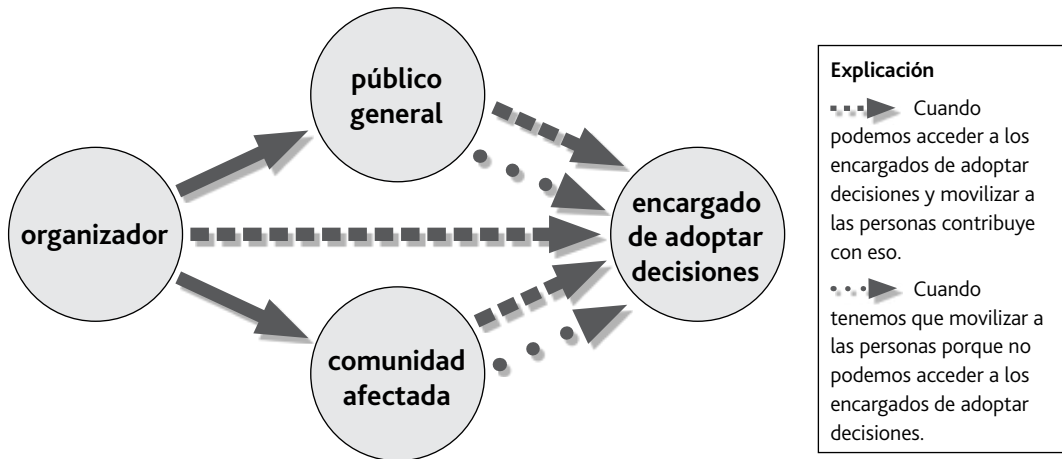 público
general
organizador
encargado
de adoptar
decisiones
comunidad
afectada
Explicación
Cuando
podemos acceder a los
encargados de adoptar
decisiones y movilizar a
las personas contribuye
con eso.
Cuando
tenemos que movilizar a
las personas porque no
podemos acceder a los
encargados de adoptar
decisiones.